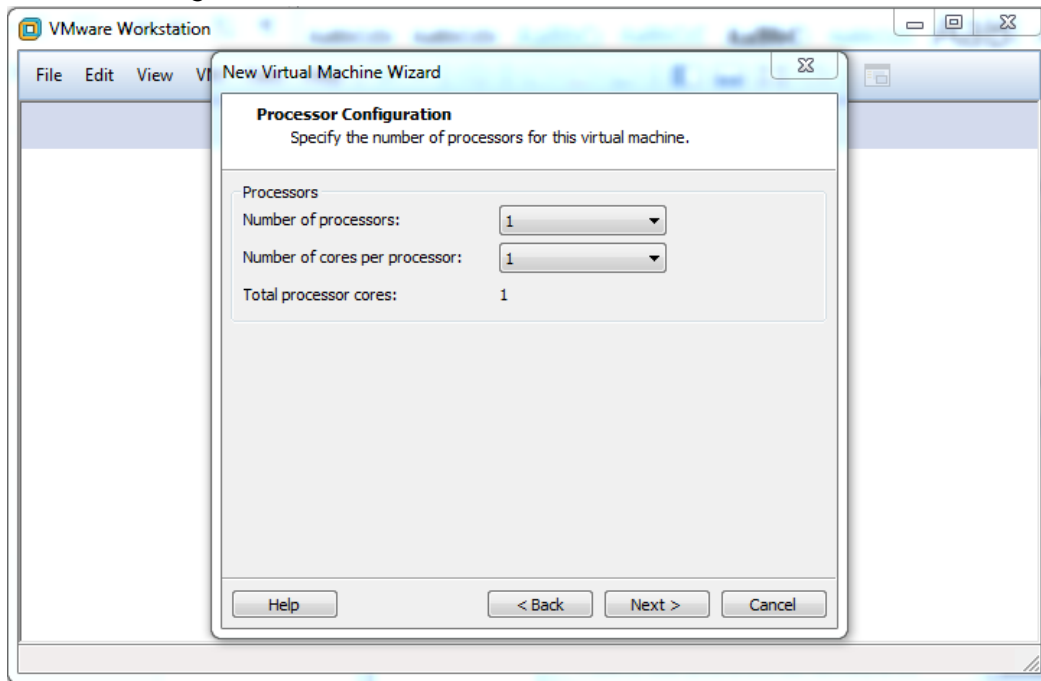 VMware Workstation
File Edit View
New Virtual Machine Wizard
Processor Configuration
Specify the number of processors for this virtual machine.
Processors
Number of processors: 1
Number of cores per processor: 1
Total processor cores: 1
Help < Back Next > Cancel